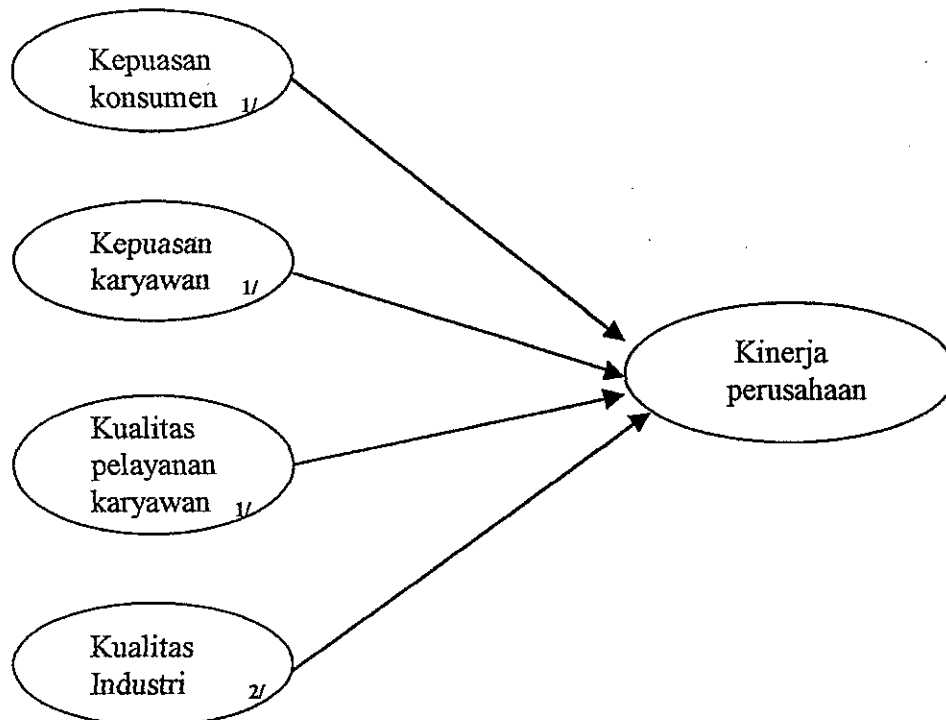 Kepuasan
konsumen 1/
Kepuasan
karyawan 1/
Kinerja
perusahaan
Kualitas
pelayanan
karyawan 1/
Kualitas
Industri 2/